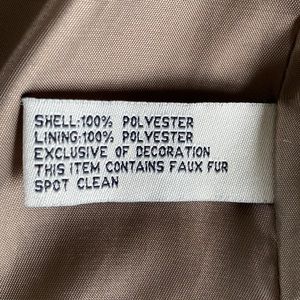 SHELL:100% POLYESTER
LINING:100% POLYESTER
EXCLUSIVE OF DECORATION
THIS ITEM CONTAINS FAUX FUR
SPOT CLEAN